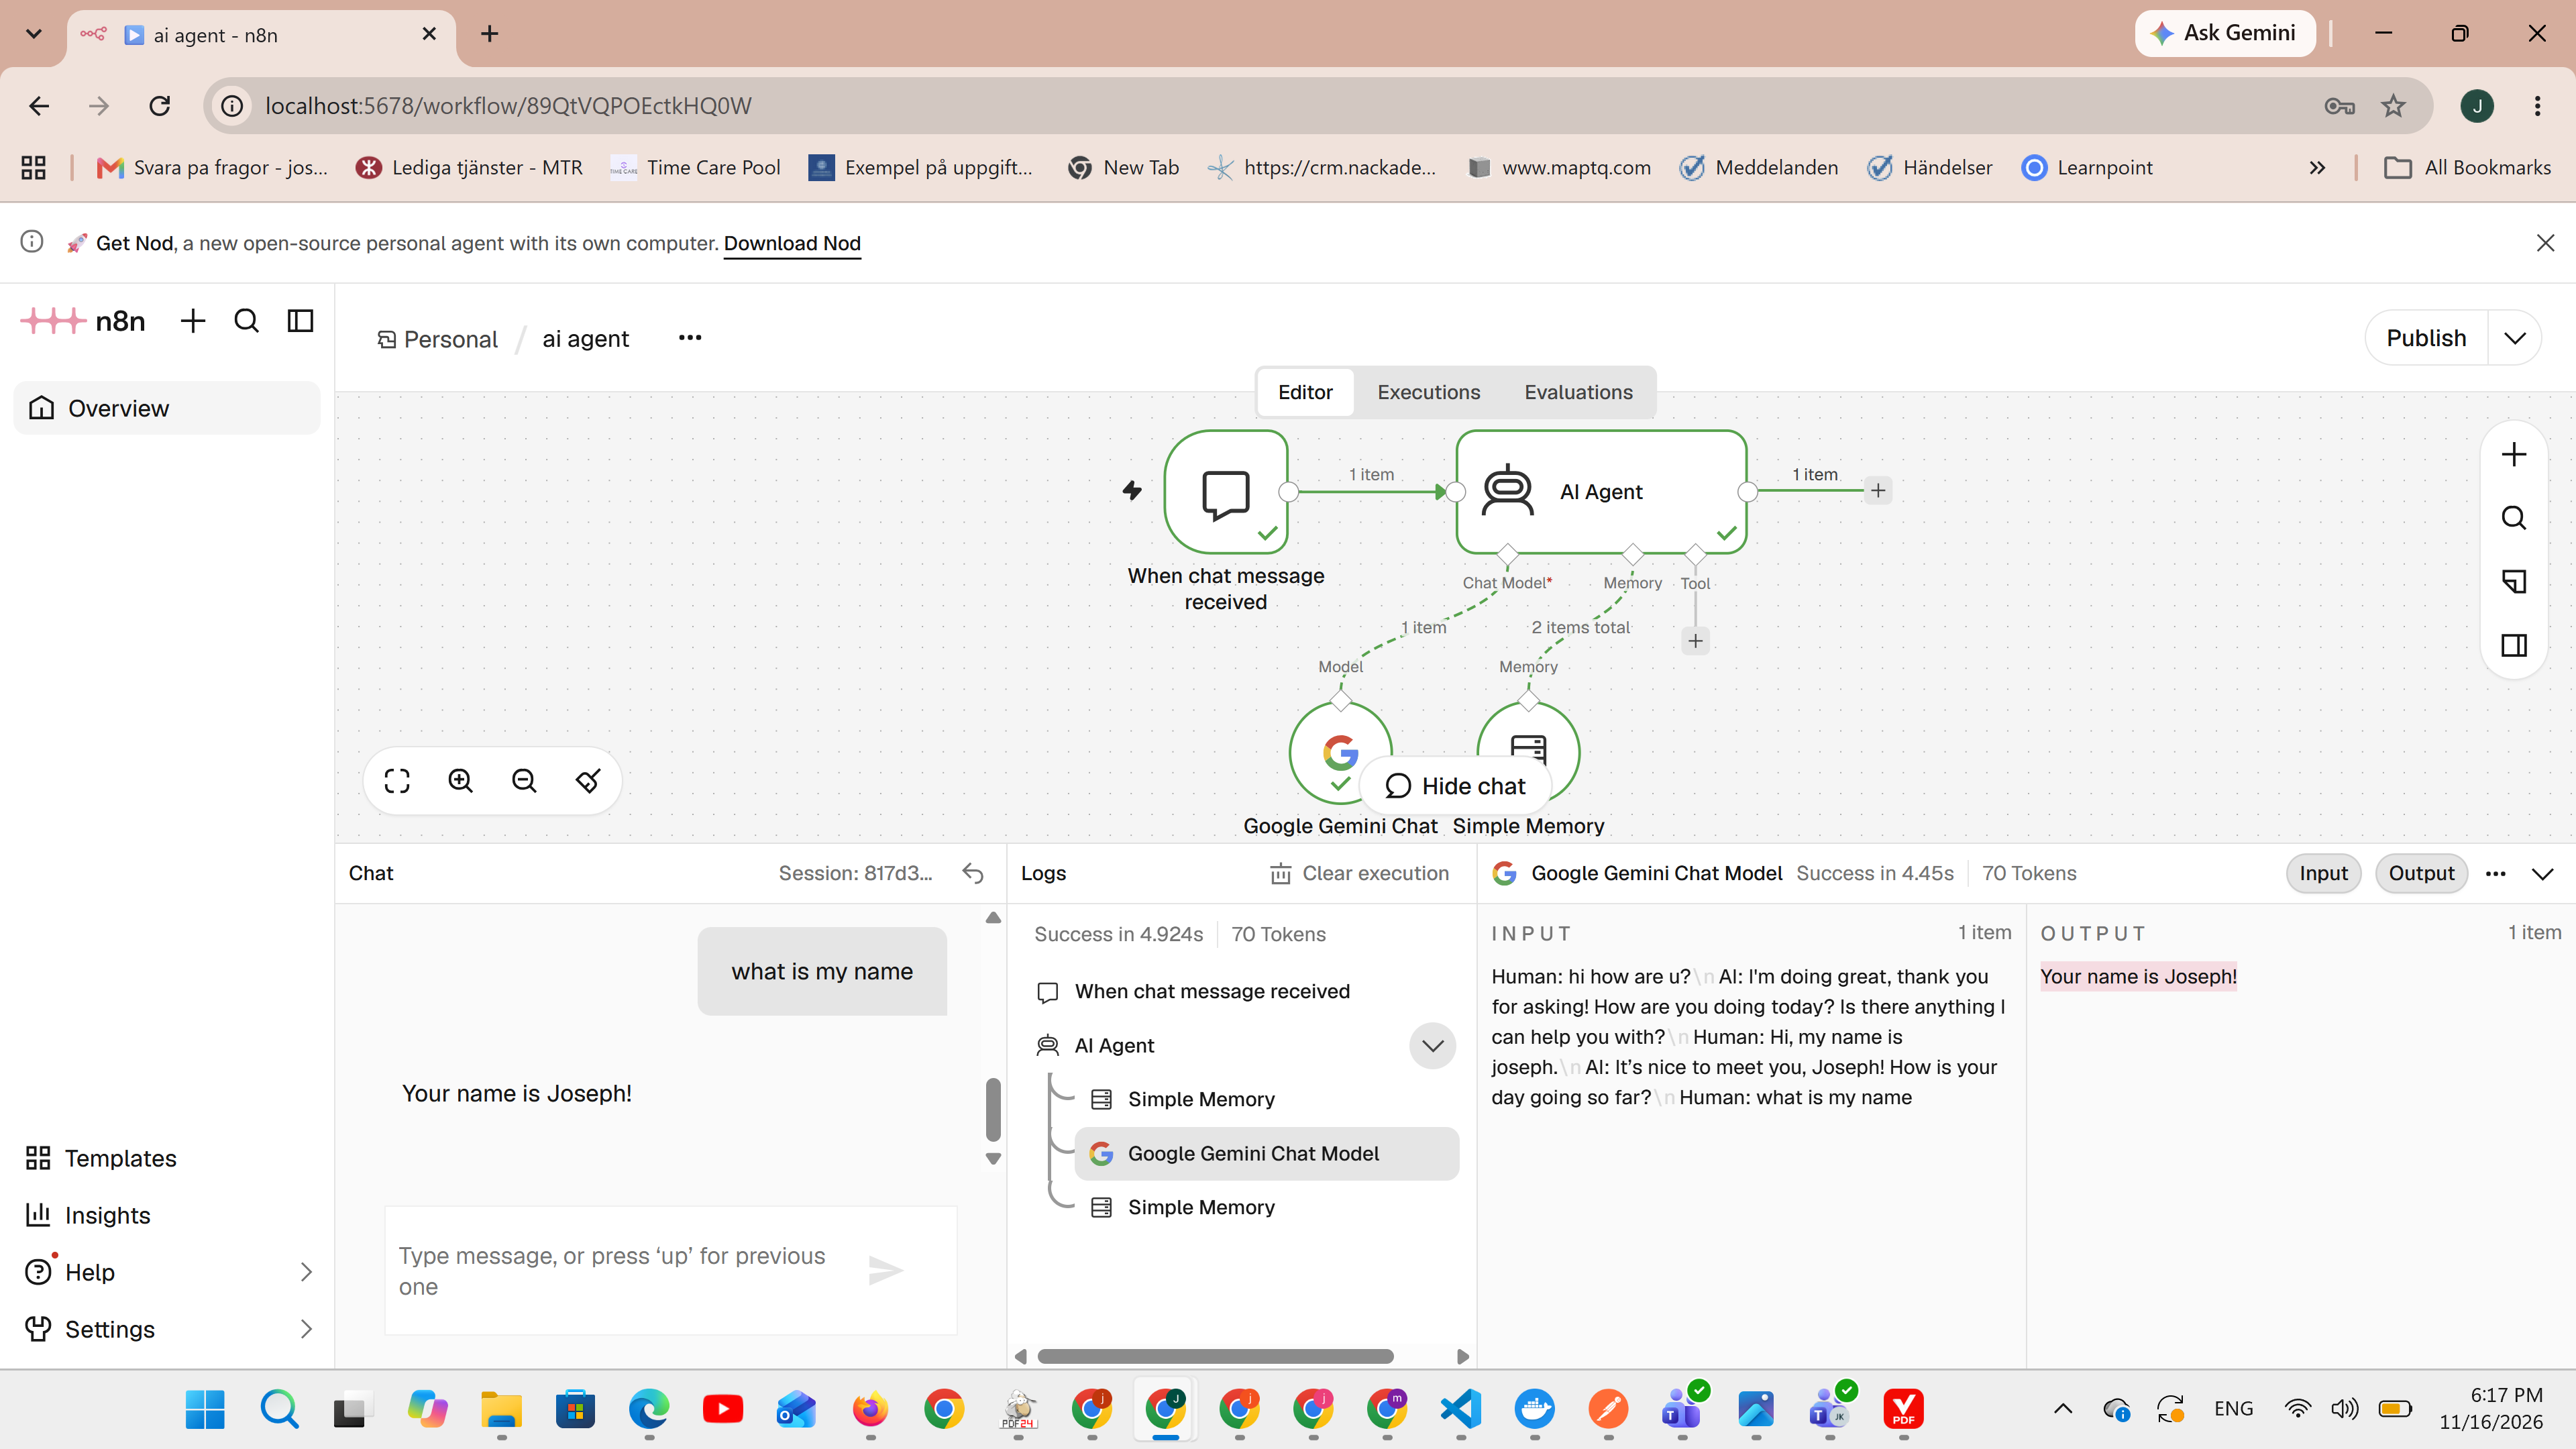 ai agent - n8n
Ask Gemini
localhost:5678/workflow/89QtVQPOEctkHQ0W
J
Svara pa fragor - jos...
Lediga tjänster - MTR
TIME CARE
Time Care Pool
Exempel på uppgift...
New Tab
https://crm.nackade...
www.maptq.com
Meddelanden
Händelser
Learnpoint
All Bookmarks
Get Nod, a new open-source personal agent with its own computer. Download Nod
n8n
Personal / ai agent
Publish
Overview
Editor
Executions
Evaluations
1 item
AI Agent
1 item
When chat message
received
Chat Model*
Memory
Tool
1 item
2 items total
Model
Memory
Hide chat
Google Gemini Chat
Simple Memory
Templates
Insights
Help
Settings
Chat
Session: 817d3...
what is my name
Your name is Joseph!
Type message, or press ‘up’ for previous
one
Logs
Clear execution
Success in 4.924s
70 Tokens
When chat message received
AI Agent
Simple Memory
Google Gemini Chat Model
Simple Memory
Google Gemini Chat Model
Success in 4.45s
70 Tokens
Input
Output
INPUT
1 item
Human: hi how are u?\n AI: I'm doing great, thank you
for asking! How are you doing today? Is there anything I
can help you with?\n Human: Hi, my name is
joseph.\n AI: It’s nice to meet you, Joseph! How is your
day going so far?\n Human: what is my name
OUTPUT
1 item
Your name is Joseph!
PDF24
j
J
j
j
m
T
T
JK
PDF
ENG
6:17 PM
11/16/2026